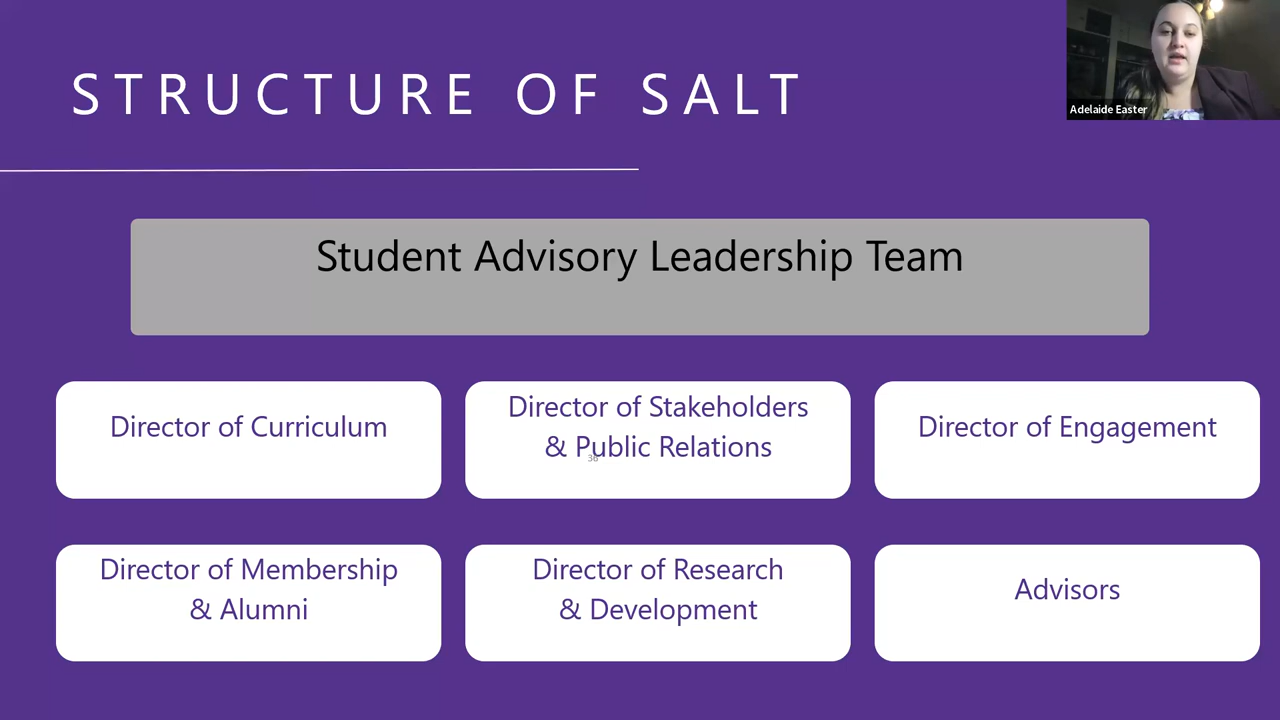 STRUCTURE OF SALT
Adelaide Easter
Student Advisory Leadership Team
Director of Curriculum
Director of Stakeholders
& Public Relations
36
Director of Engagement
Director of Membership
& Alumni
Director of Research
& Development
Advisors